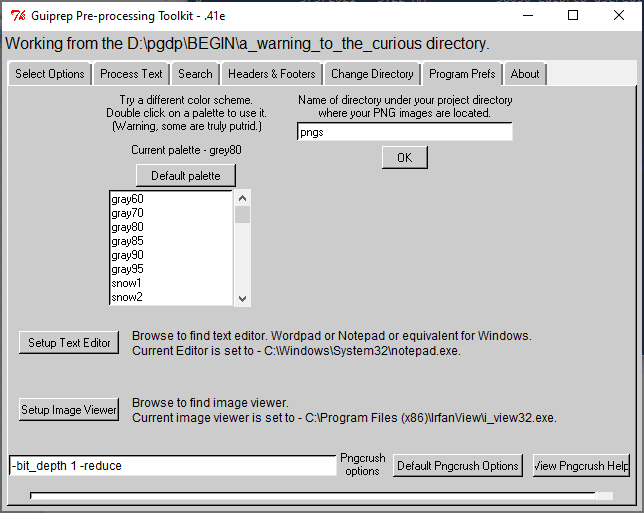 Guiprep Pre-processing Toolkit - .41e
Working from the D:\pgdp\BEGIN\a_warning_to_the_curious directory.
Select Options
Process Text
Search
Headers & Footers
Change Directory
Program Prefs
About
Try a different color scheme.
Double click on a palette to use it.
(Warning, some are truly putrid.)
Current palette - grey80
Default palette
gray60
gray70
gray80
gray85
gray90
gray95
snow1
snow2
Name of directory under your project directory
where your PNG images are located.
pngs
OK
Setup Text Editor
Browse to find text editor. Wordpad or Notepad or equivalent for Windows.
Current Editor is set to - C:\Windows\System32\notepad.exe.
Setup Image Viewer
Browse to find image viewer.
Current image viewer is set to - C:\Program Files (x86)\IrfanView\i_view32.exe.
-bit_depth 1 -reduce
Pngcrush
options
Default Pngcrush Options
View Pngcrush Help